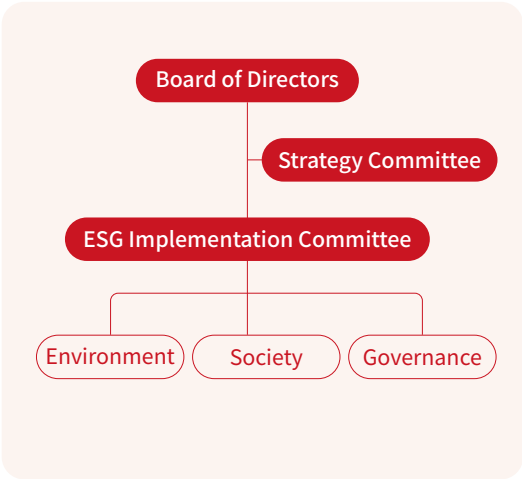 Board of Directors
Strategy Committee
ESG Implementation Committee
Environment
Society
Governance